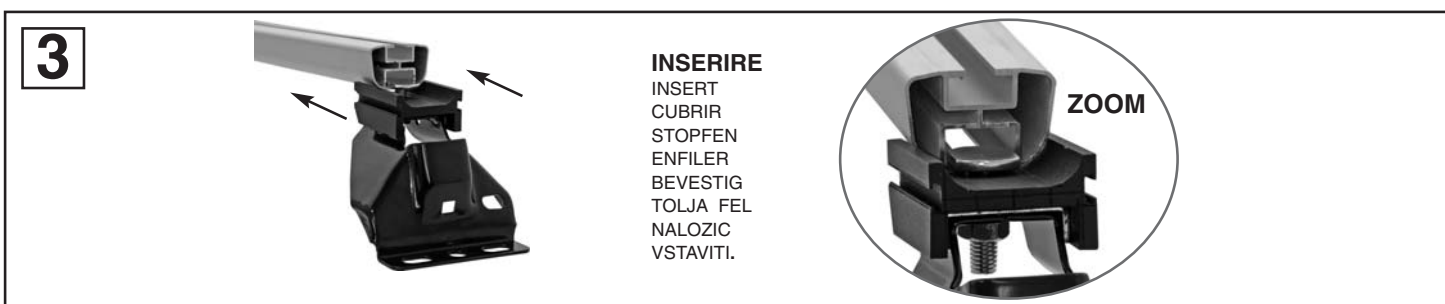 3
INSERIRE
INSERT
CUBRIR
STOPFEN
ENFILER
BEVESTIG
TOLJA FEL
NALOZIC
VSTAVITI.
ZOOM